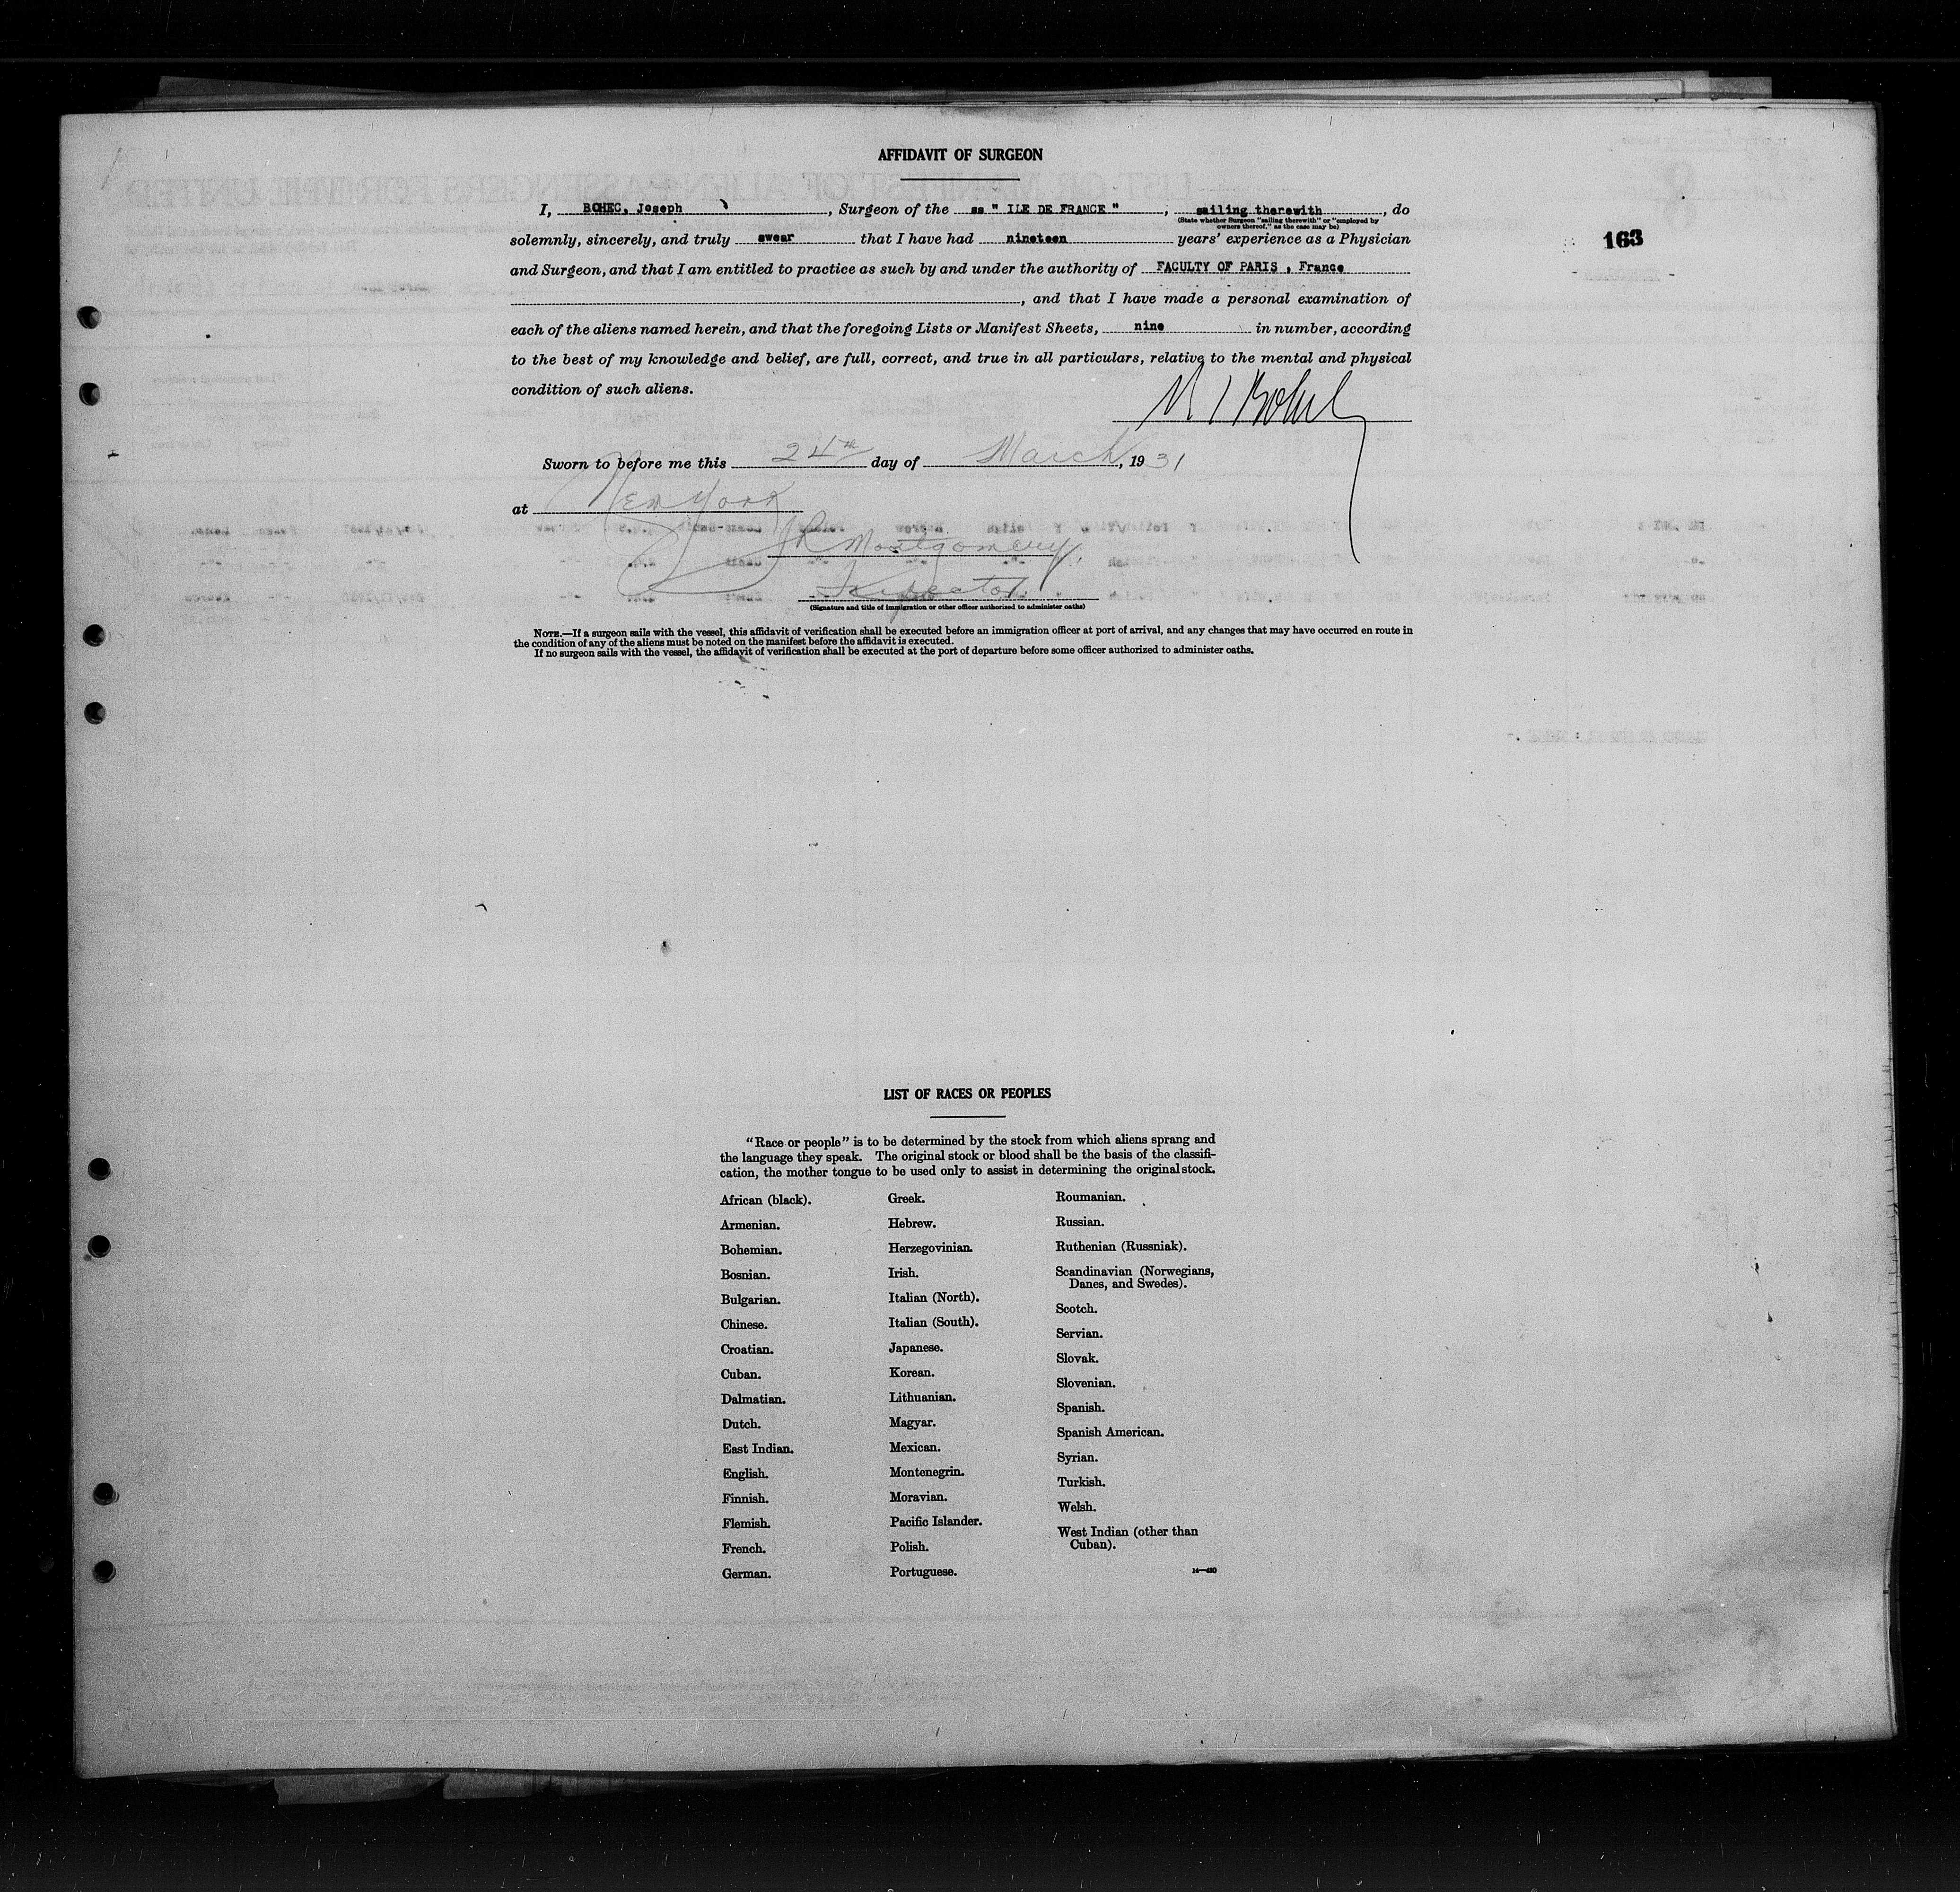 AFFIDAVIT OF SURGEON
I, BOHEC, Joseph, Surgeon of the ss " ILE DE FRANCE ", sailing therewith, do
(State whether Surgeon "sailing therewith" or "employed by
owners thereof," as the case may be)
163
solemnly, sincerely, and truly swear that I have had nineteen years' experience as a Physician
and Surgeon, and that I am entitled to practice as such by and under the authority of FACULTY OF PARIS , France
, and that I have made a personal examination of
each of the aliens named herein, and that the foregoing Lists or Manifest Sheets, nine in number, according
to the best of my knowledge and belief, are full, correct, and true in all particulars, relative to the mental and physical
condition of such aliens.
Sworn to before me this 24th day of March, 1931
at New York
Montgomery
Inspector.
(Signature and title of immigration or other officer authorized to administer oaths)
NOTE.—If a surgeon sails with the vessel, this affidavit of verification shall be executed before an immigration officer at port of arrival, and any changes that may have occurred en route in
the condition of any of the aliens must be noted on the manifest before the affidavit is executed.
If no surgeon sails with the vessel, the affidavit of verification shall be executed at the port of departure before some officer authorized to administer oaths.
LIST OF RACES OR PEOPLES
"Race or people" is to be determined by the stock from which aliens sprang and
the language they speak. The original stock or blood shall be the basis of the classifi-
cation, the mother tongue to be used only to assist in determining the original stock.
African (black).
Armenian.
Bohemian.
Bosnian.
Bulgarian.
Chinese.
Croatian.
Cuban.
Dalmatian.
Dutch.
East Indian.
English.
Finnish.
Flemish.
French.
German.
Greek.
Hebrew.
Herzegovinian.
Irish.
Italian (North).
Italian (South).
Japanese.
Korean.
Lithuanian.
Magyar.
Mexican.
Montenegrin.
Moravian.
Pacific Islander.
Polish.
Portuguese.
Roumanian.
Russian.
Ruthenian (Russniak).
Scandinavian (Norwegians,
Danes, and Swedes).
Scotch.
Servian.
Slovak.
Slovenian.
Spanish.
Spanish American.
Syrian.
Turkish.
Welsh.
West Indian (other than
Cuban).